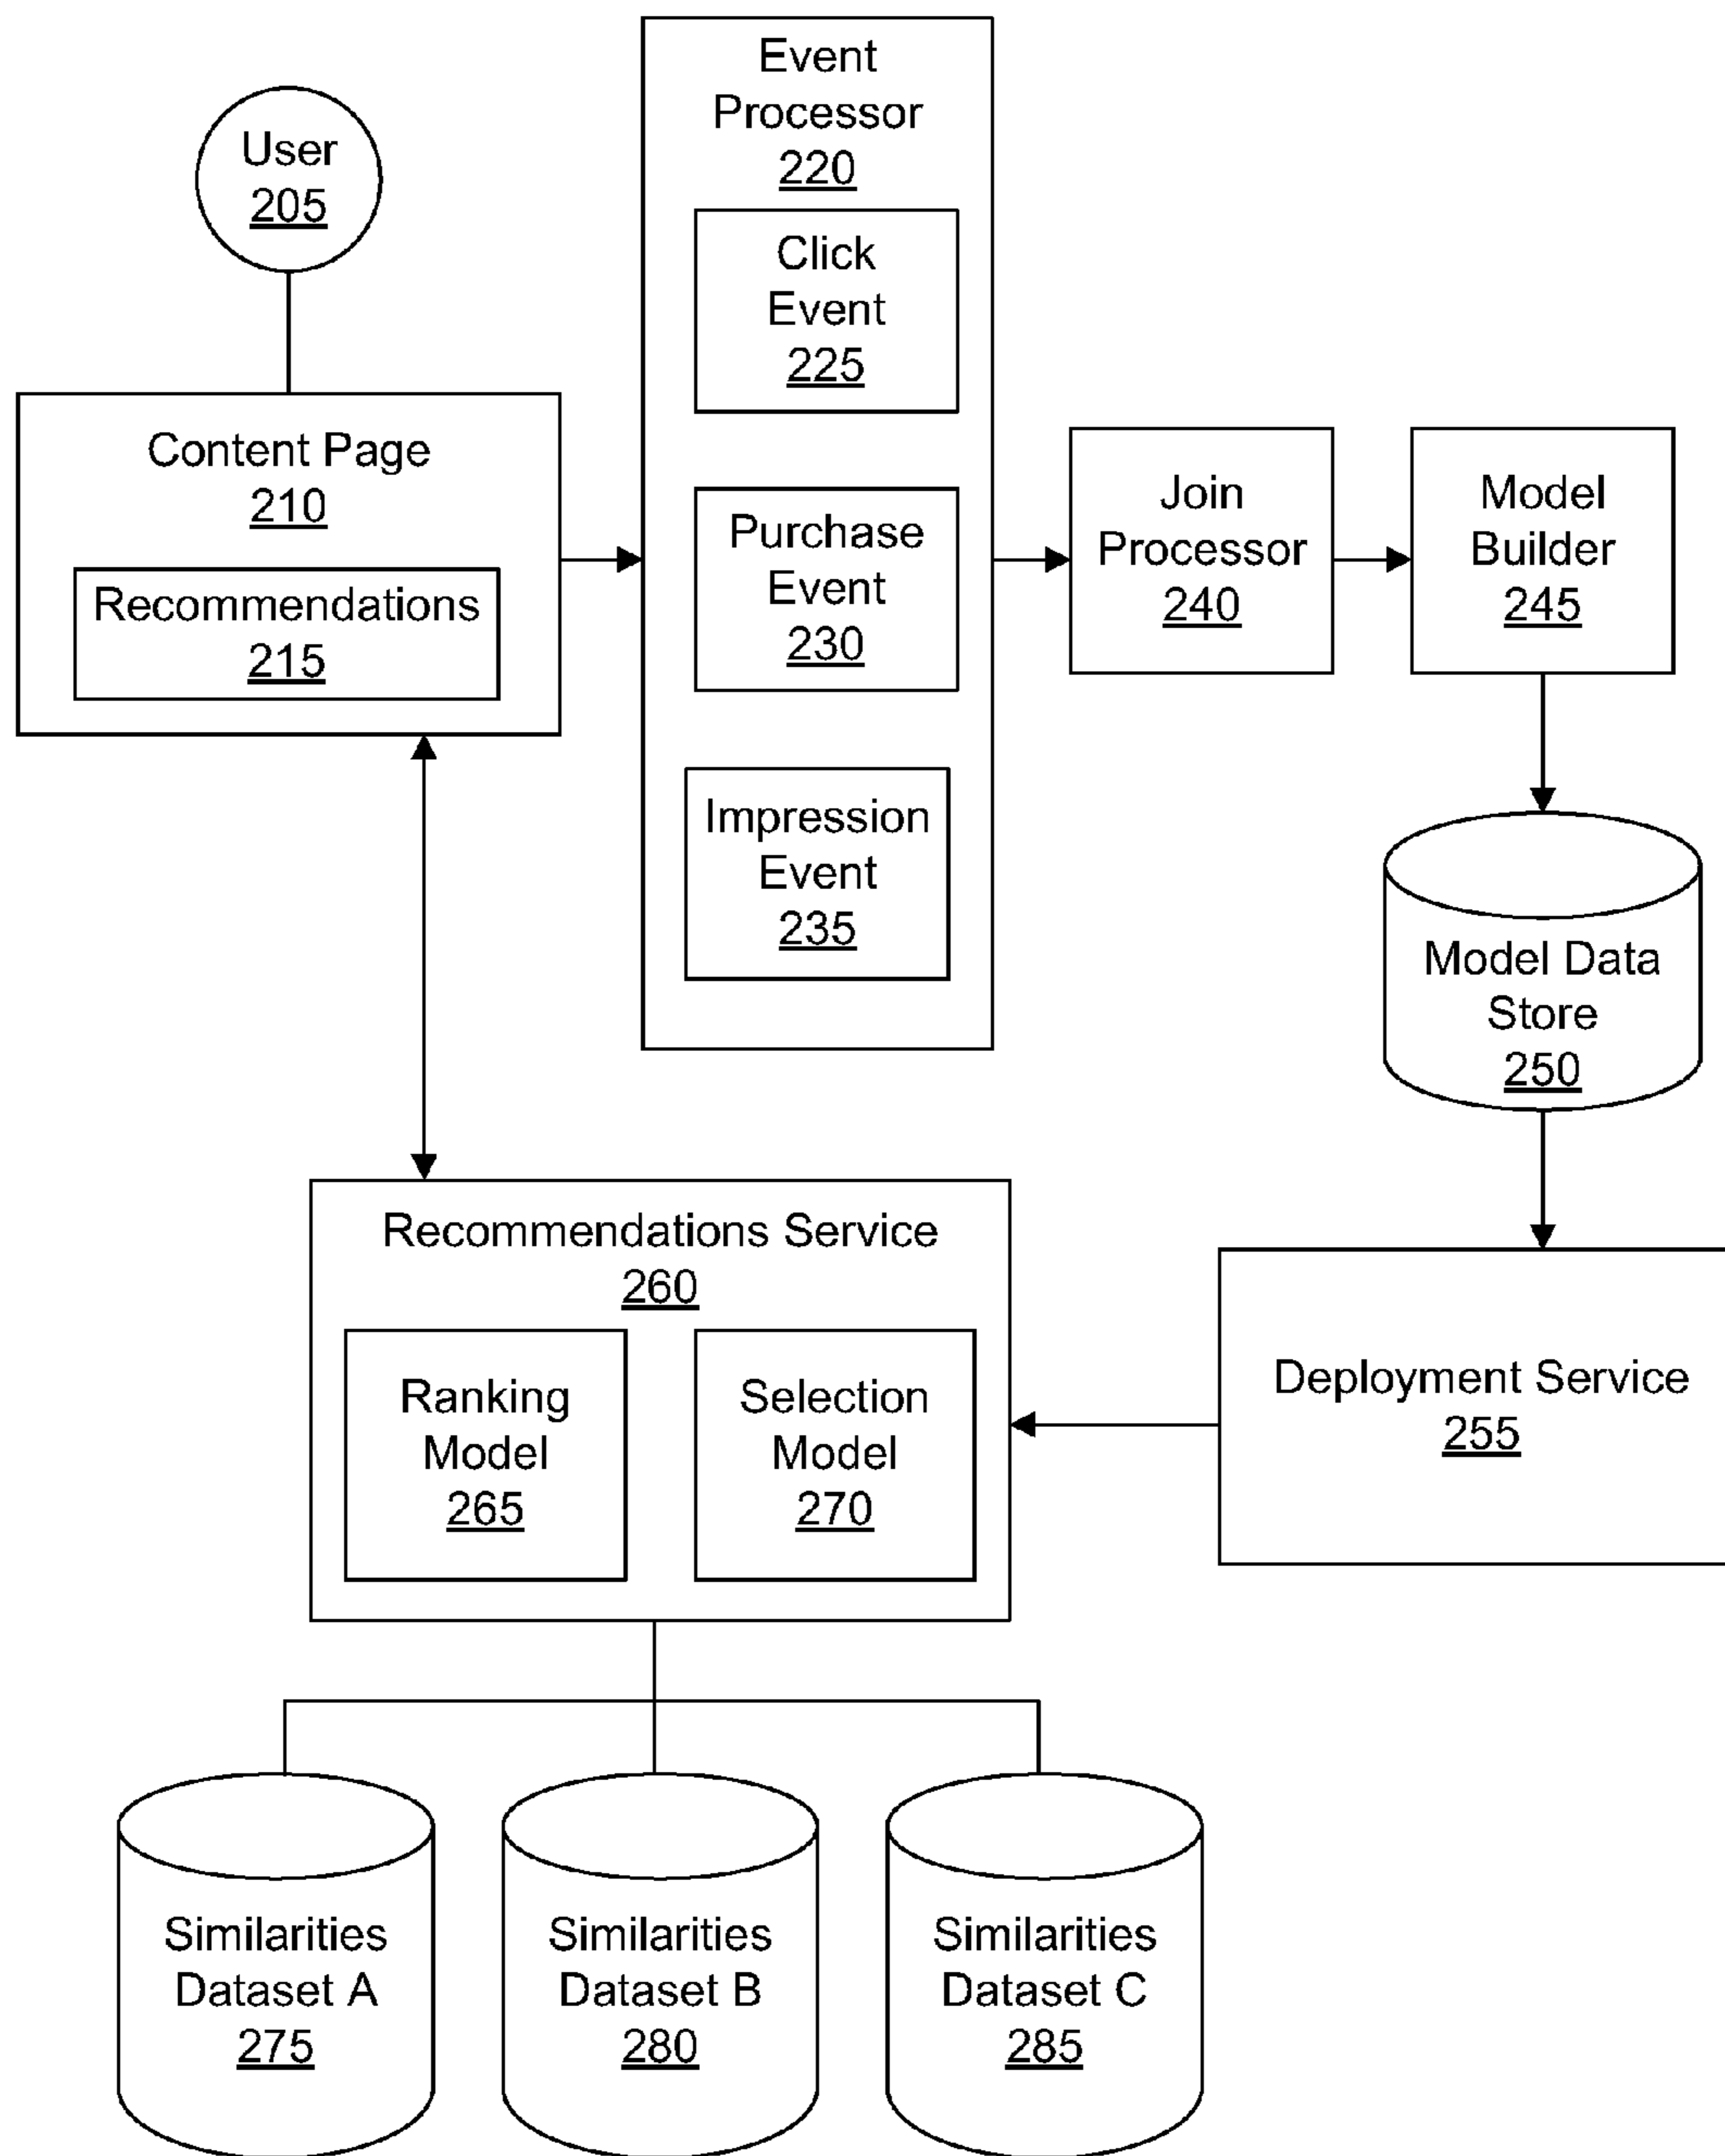 User
205
Content Page
210
Recommendations
215
Event
Processor
220
Click
Event
225
Purchase
Event
230
Impression
Event
235
Join
Processor
240
Model
Builder
245
Model Data
Store
250
Deployment Service
255
Recommendations Service
260
Ranking
Model
265
Selection
Model
270
Similarities
Dataset A
275
Similarities
Dataset B
280
Similarities
Dataset C
285